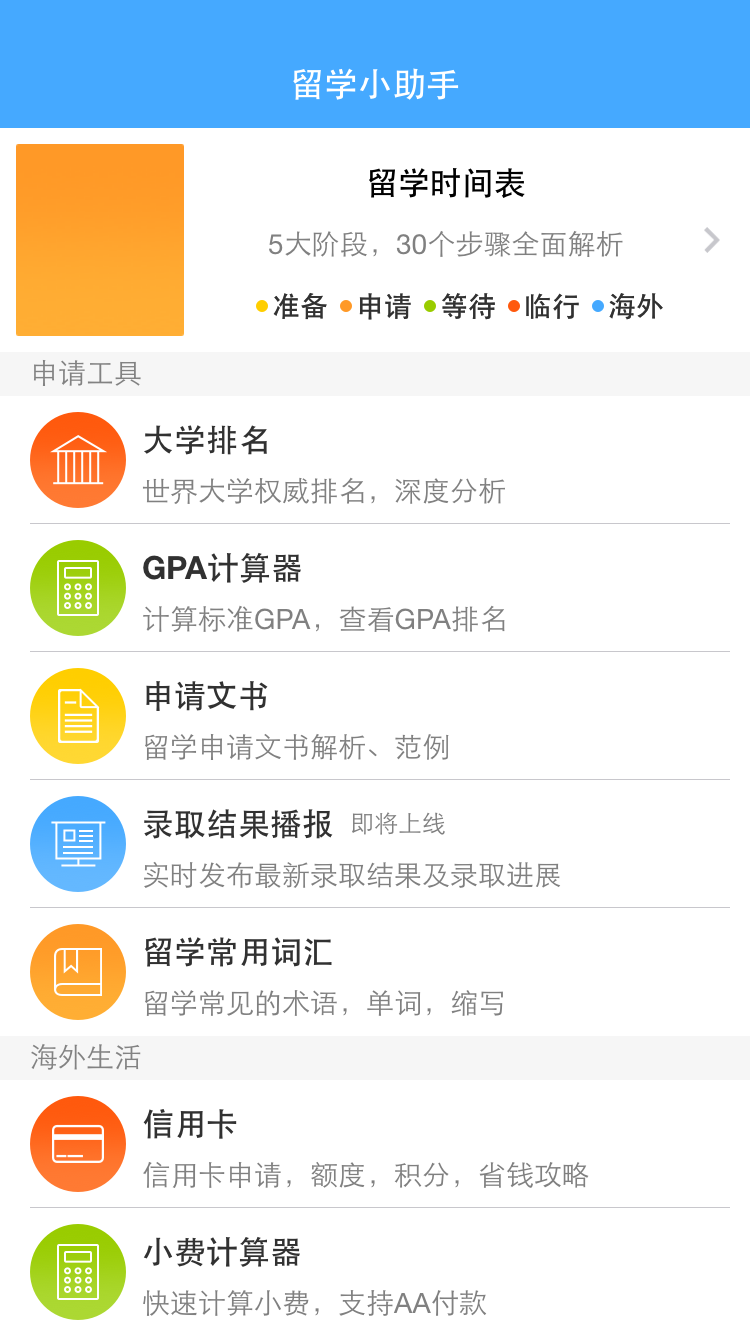 留学小助手
留学时间表
5大阶段，30个步骤全面解析
准备 申请 等待 临行 海外
申请工具
大学排名
世界大学权威排名，深度分析
GPA计算器
计算标准GPA，查看GPA排名
申请文书
留学申请文书解析、范例
录取结果播报 即将上线
实时发布最新录取结果及录取进展
留学常用词汇
留学常见的术语，单词，缩写
海外生活
信用卡
信用卡申请，额度，积分，省钱攻略
小费计算器
快速计算小费，支持AA付款